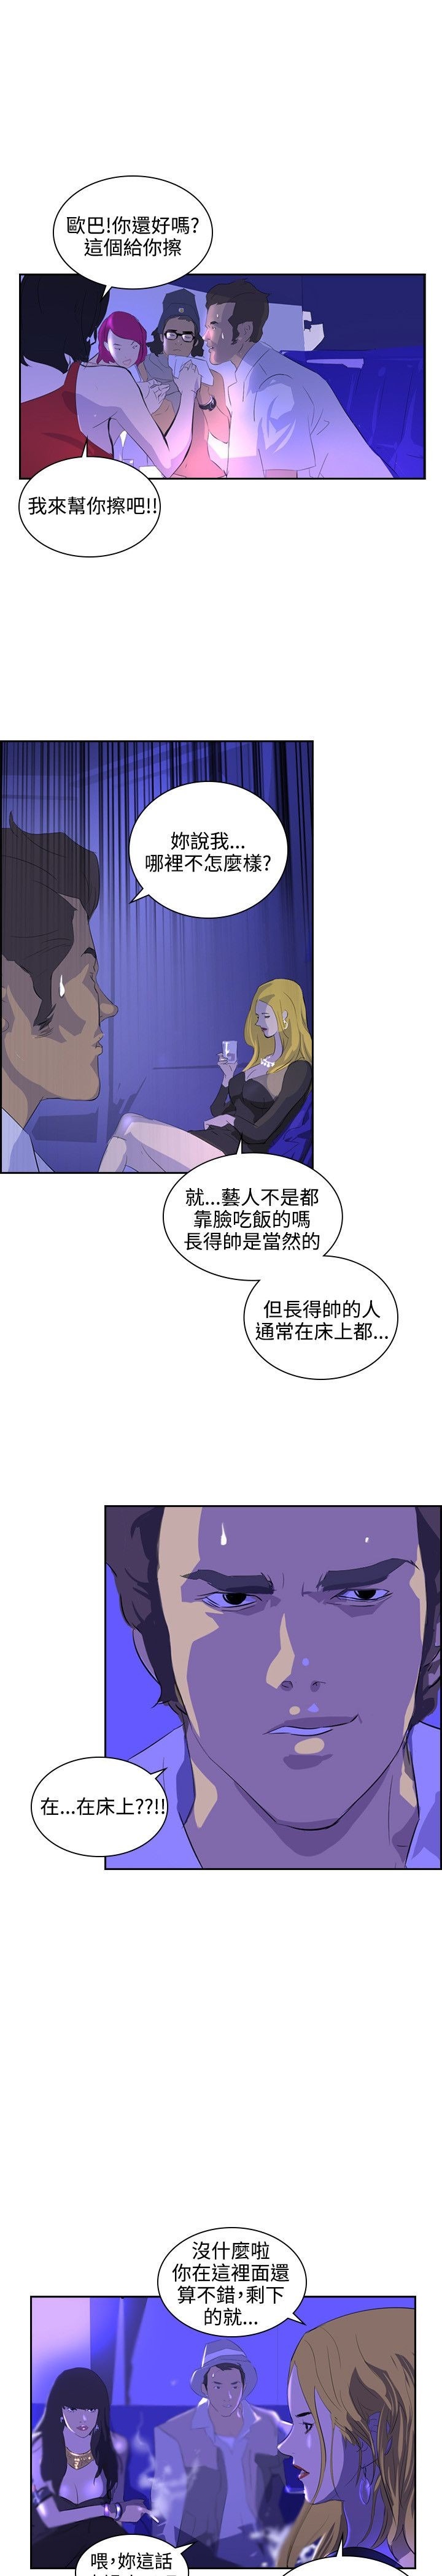 歐巴!你還好嗎?
這個給你擦
我來幫你擦吧!!
妳說我...
哪裡不怎麼樣?
就...藝人不是都
靠臉吃飯的嗎
長得帥是當然的
但長得帥的人
通常在床上都...
在...在床上??!!
沒什麼啦
你在這裡面還
算不錯,剩下
的就...
喂,妳這話